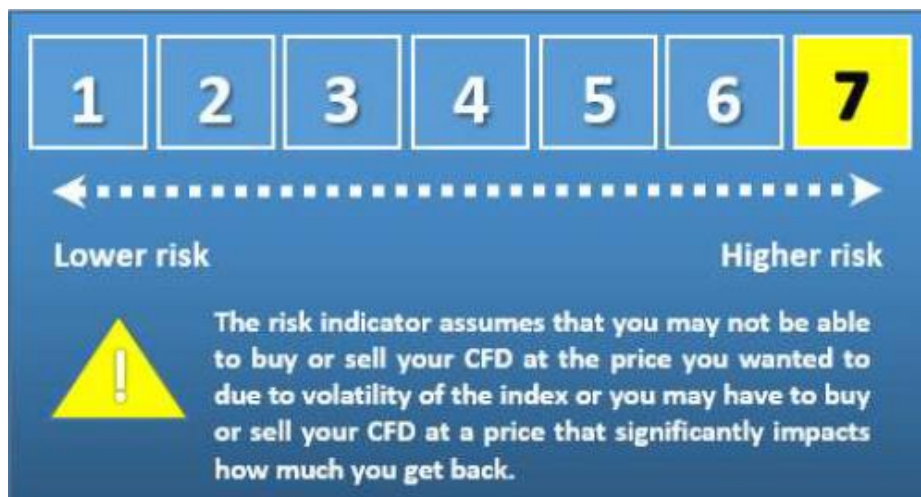 1 2 3 4 5 6 7
Lower risk Higher risk
The risk indicator assumes that you may not be able
to buy or sell your CFD at the price you wanted to
due to volatility of the index or you may have to buy
or sell your CFD at a price that significantly impacts
how much you get back.
!